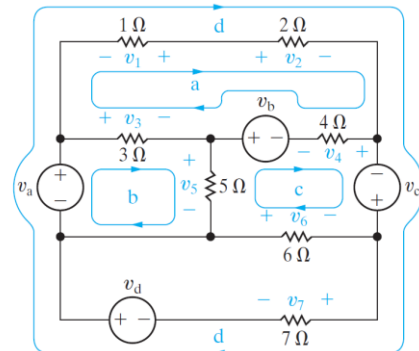 d
1 Ω 2 Ω
− v1 + + v2 −
a
+ v3 − vb 4 Ω
3 Ω + − − v4 +
va + − + v5 − 5 Ω − + vc
b c
+ v6 −
6 Ω
vd − v7 +
+ − 7 Ω
d